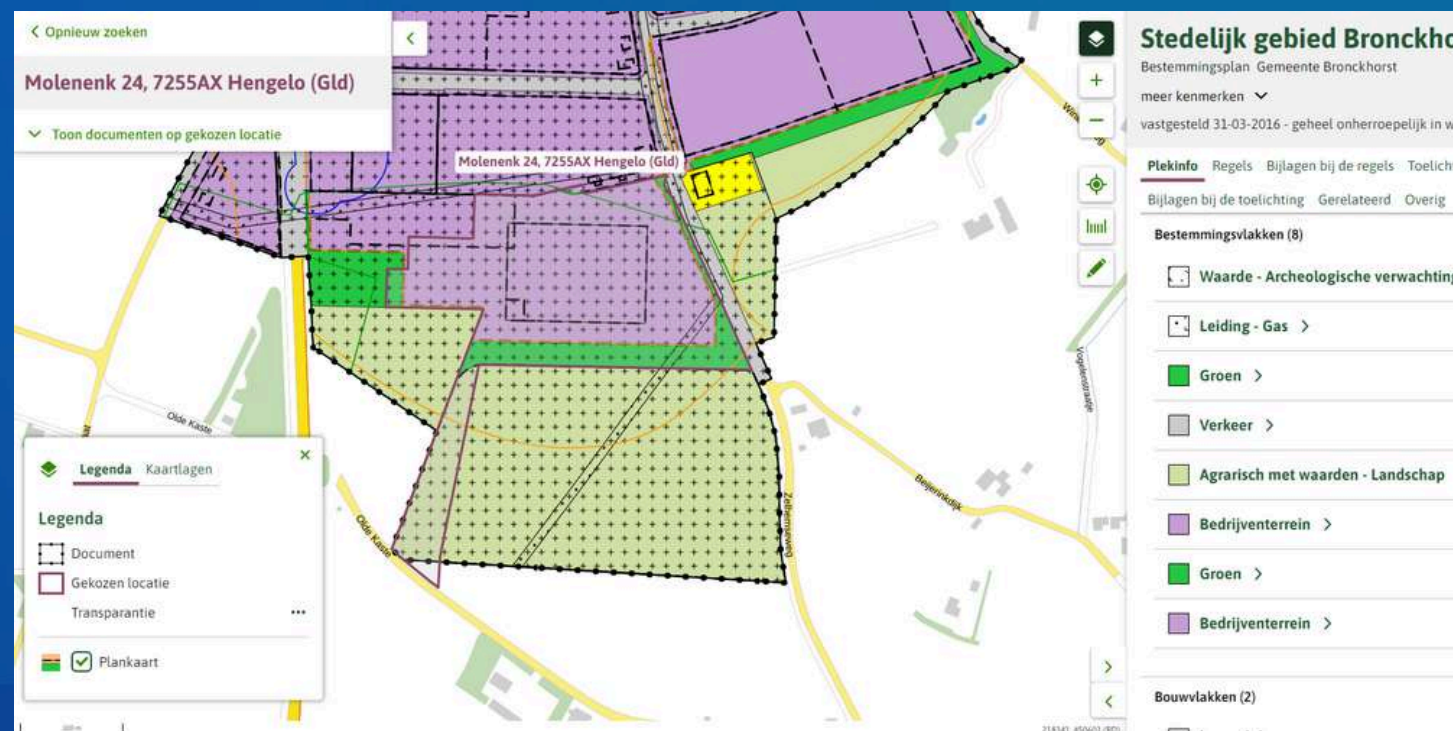 Opnieuw zoeken
Molenenk 24, 7255AX Hengelo (Gld)
Toon documenten op gekozen locatie
Molenenk 24, 7255AX Hengelo (Gld)
Olde Kaste
Olde Kaste
Zelhemseweg
Beijerinkdijk
Vogelenstraatje
Legenda Kaartlagen
Legenda
Document
Gekozen locatie
Transparantie
Plankaart
Stedelijk gebied Bronckho
Bestemmingsplan Gemeente Bronckhorst
meer kenmerken
vastgesteld 31-03-2016 - geheel onherroepelijk in w
Plekinfo Regels Bijlagen bij de regels Toelich
Bijlagen bij de toelichting Gerelateerd Overig
Bestemmingsvlakken (8)
Waarde - Archeologische verwachting
Leiding - Gas
Groen
Verkeer
Agrarisch met waarden - Landschap
Bedrijventerrein
Groen
Bedrijventerrein
Bouwvlakken (2)